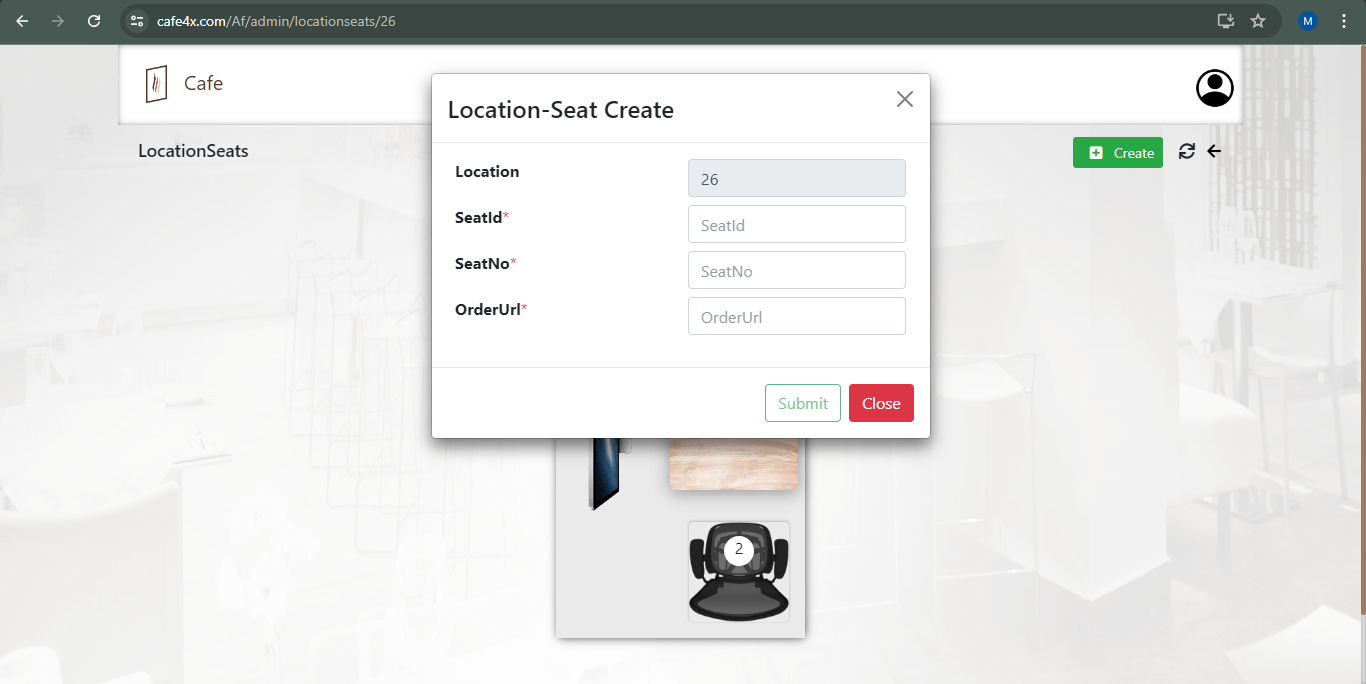 cafe4x.com/Af/admin/locationseats/26
M
Cafe
Location-Seat Create
LocationSeats
Create
Location
26
SeatId*
SeatId
SeatNo*
SeatNo
OrderUrl*
OrderUrl
Submit
Close
2